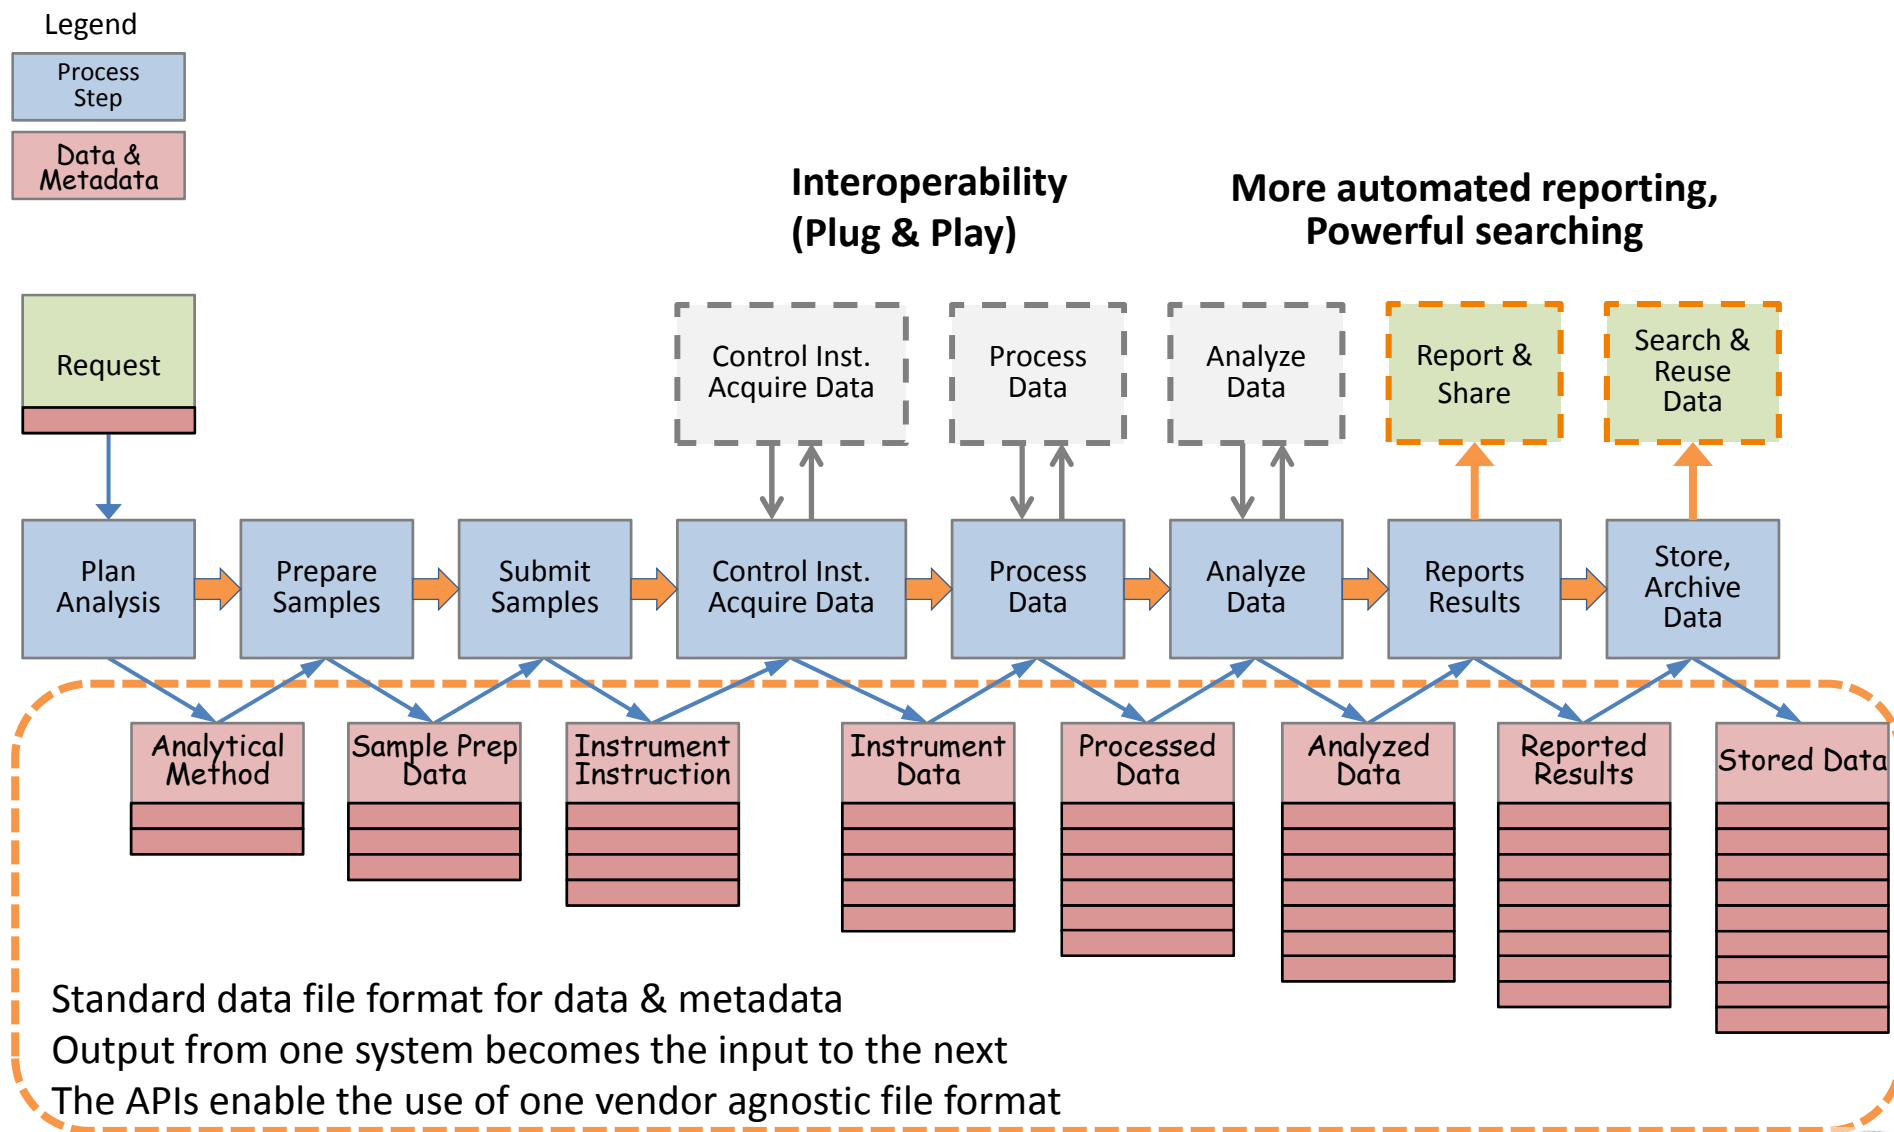 Legend
Process
Step
Data &
Metadata
Interoperability
(Plug & Play)
More automated reporting,
Powerful searching
Request
Control Inst.
Acquire Data
Process
Data
Analyze
Data
Report &
Share
Search &
Reuse
Data
Plan
Analysis
Prepare
Samples
Submit
Samples
Control Inst.
Acquire Data
Process
Data
Analyze
Data
Reports
Results
Store,
Archive
Data
Analytical
Method
Sample Prep
Data
Instrument
Instruction
Instrument
Data
Processed
Data
Analyzed
Data
Reported
Results
Stored Data
Standard data file format for data & metadata
Output from one system becomes the input to the next
The APIs enable the use of one vendor agnostic file format